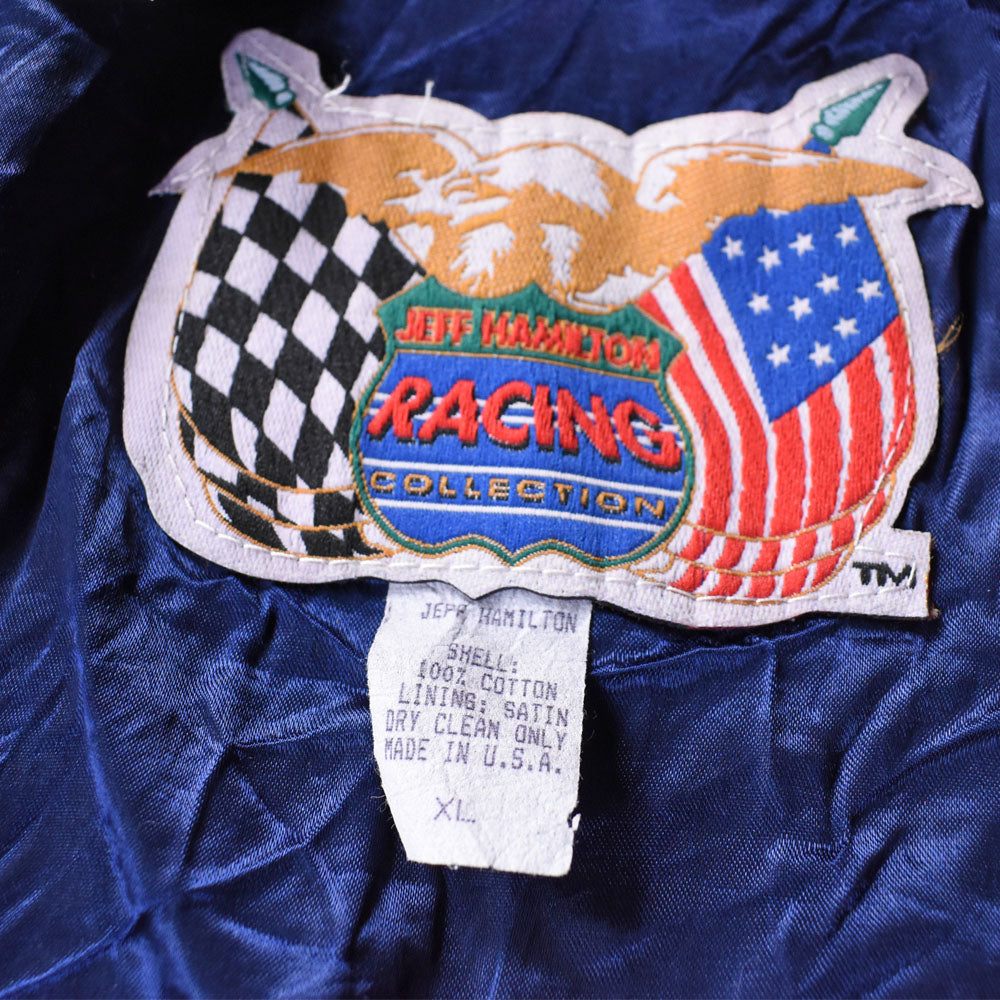 JEFF HAMILTON
RACING
COLLECTION
TM
JEFF HAMILTON
SHELL:
100% COTTON
LINING: SATIN
DRY CLEAN ONLY
MADE IN U.S.A.
XL